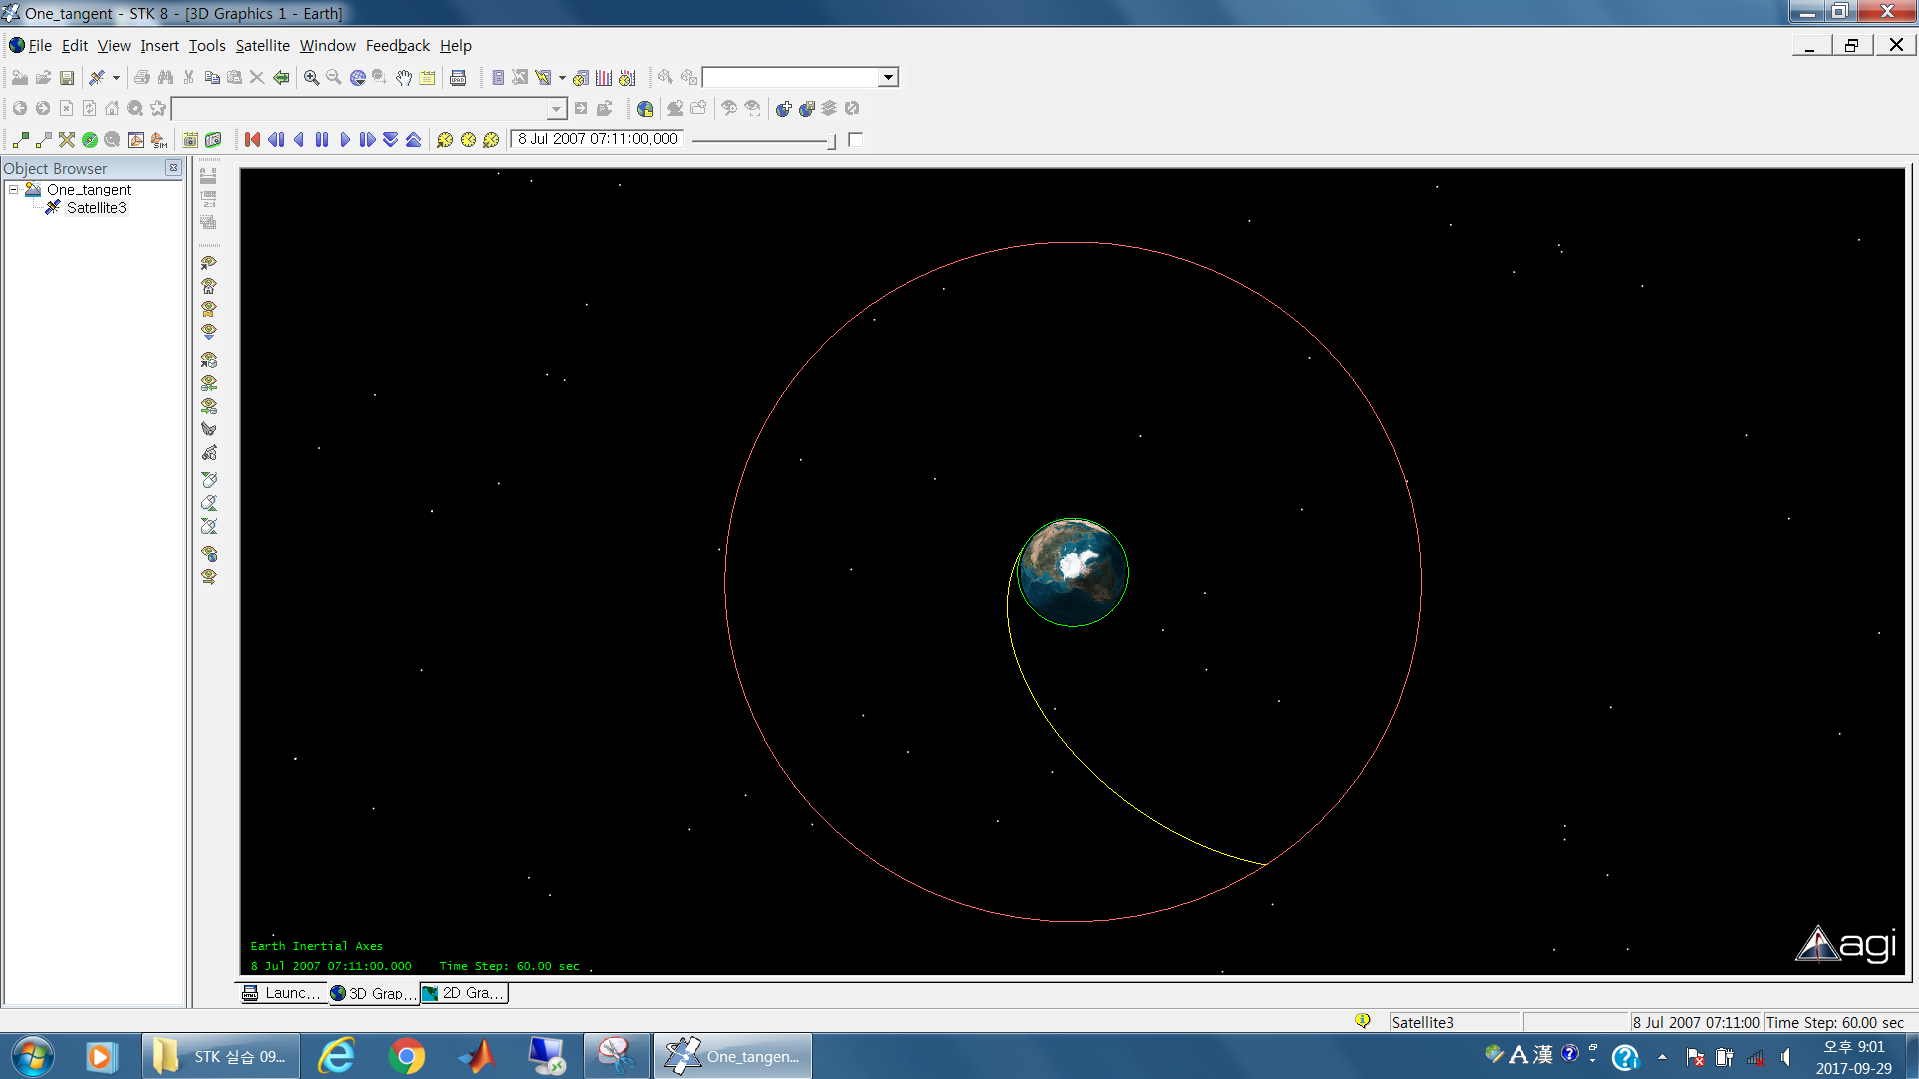 One_tangent - STK 8 - [3D Graphics 1 - Earth]
File Edit View Insert Tools Satellite Window Feedback Help
8 Jul 2007 07:11:00.000
Object Browser
One_tangent
Satellite3
Earth Inertial Axes
8 Jul 2007 07:11:00.000 Time Step: 60.00 sec
agi
Launc... 3D Grap... 2D Gra...
Satellite3 8 Jul 2007 07:11:00 Time Step: 60.00 sec
STK 실습 09... One_tangen... A 漢 오후 9:01
2017-09-29